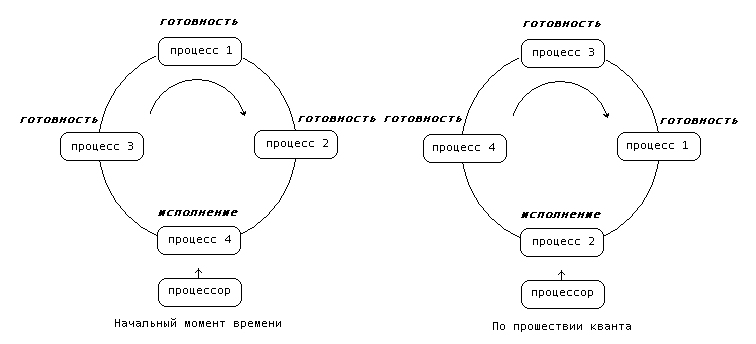 готовность
процесс 1
готовность
процесс 3
готовность
процесс 2
исполнение
процесс 4
процессор
Начальный момент времени
готовность
процесс 3
готовность
процесс 4
готовность
процесс 1
исполнение
процесс 2
процессор
По прошествии кванта